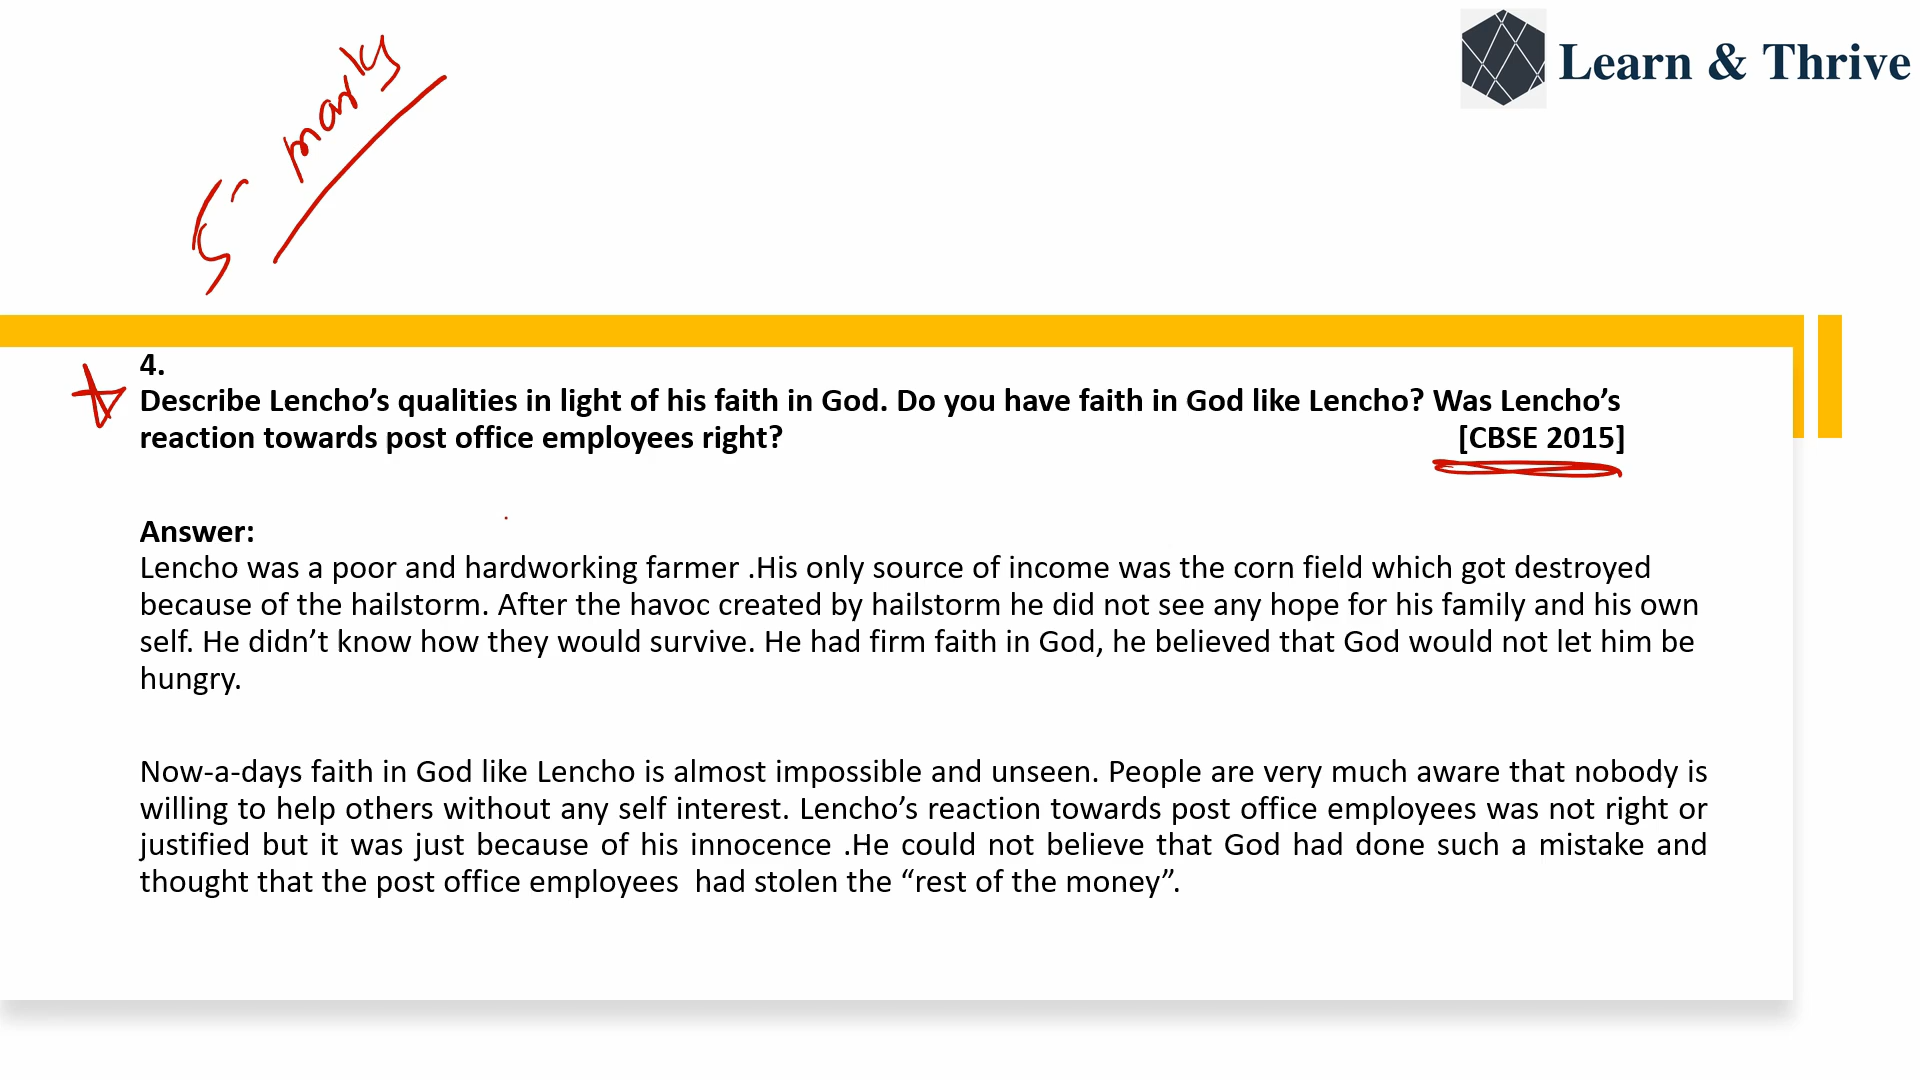 5 marks
Learn & Thrive
4.
Describe Lencho’s qualities in light of his faith in God. Do you have faith in God like Lencho? Was Lencho’s
reaction towards post office employees right? [CBSE 2015]
Answer:
Lencho was a poor and hardworking farmer .His only source of income was the corn field which got destroyed
because of the hailstorm. After the havoc created by hailstorm he did not see any hope for his family and his own
self. He didn’t know how they would survive. He had firm faith in God, he believed that God would not let him be
hungry.
Now-a-days faith in God like Lencho is almost impossible and unseen. People are very much aware that nobody is
willing to help others without any self interest. Lencho’s reaction towards post office employees was not right or
justified but it was just because of his innocence .He could not believe that God had done such a mistake and
thought that the post office employees  had stolen the “rest of the money”.